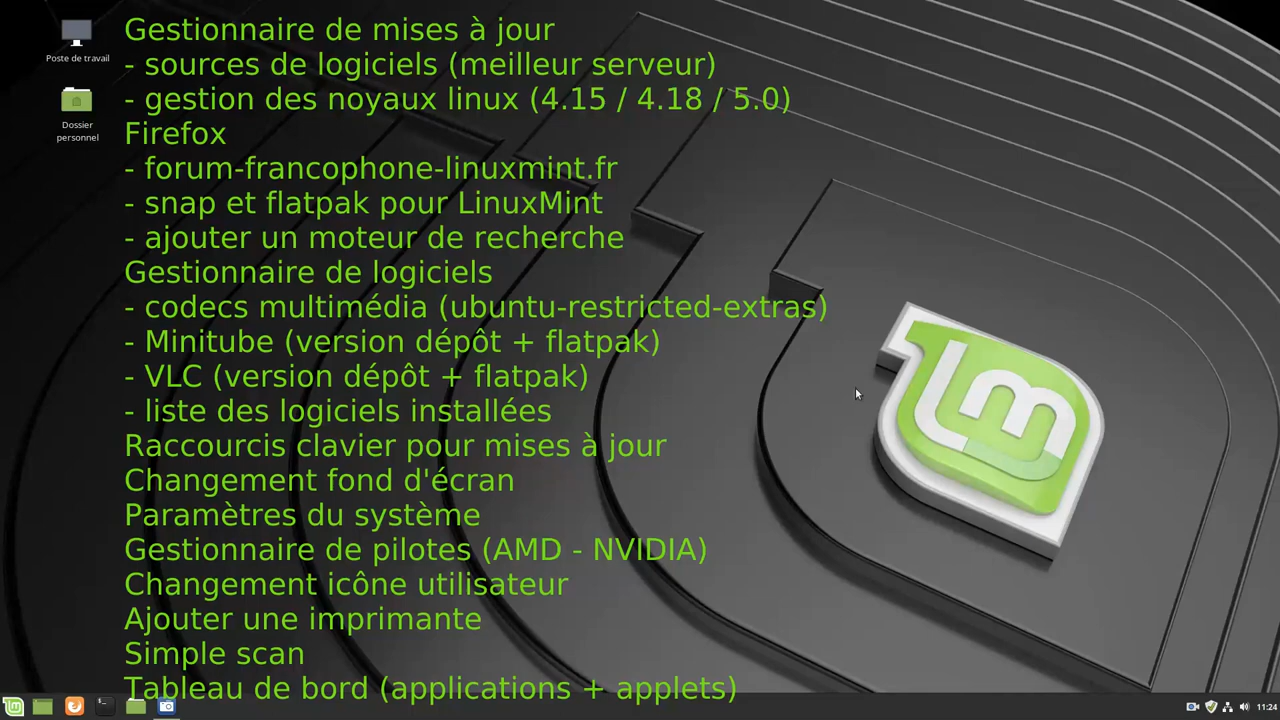 Poste de travail
Dossier
personnel
Gestionnaire de mises à jour
- sources de logiciels (meilleur serveur)
- gestion des noyaux linux (4.15 / 4.18 / 5.0)
Firefox
- forum-francophone-linuxmint.fr
- snap et flatpak pour LinuxMint
- ajouter un moteur de recherche
Gestionnaire de logiciels
- codecs multimédia (ubuntu-restricted-extras)
- Minitube (version dépôt + flatpak)
- VLC (version dépôt + flatpak)
- liste des logiciels installées
Raccourcis clavier pour mises à jour
Changement fond d'écran
Paramètres du système
Gestionnaire de pilotes (AMD - NVIDIA)
Changement icône utilisateur
Ajouter une imprimante
Simple scan
Tableau de bord (applications + applets)
lm
11:24